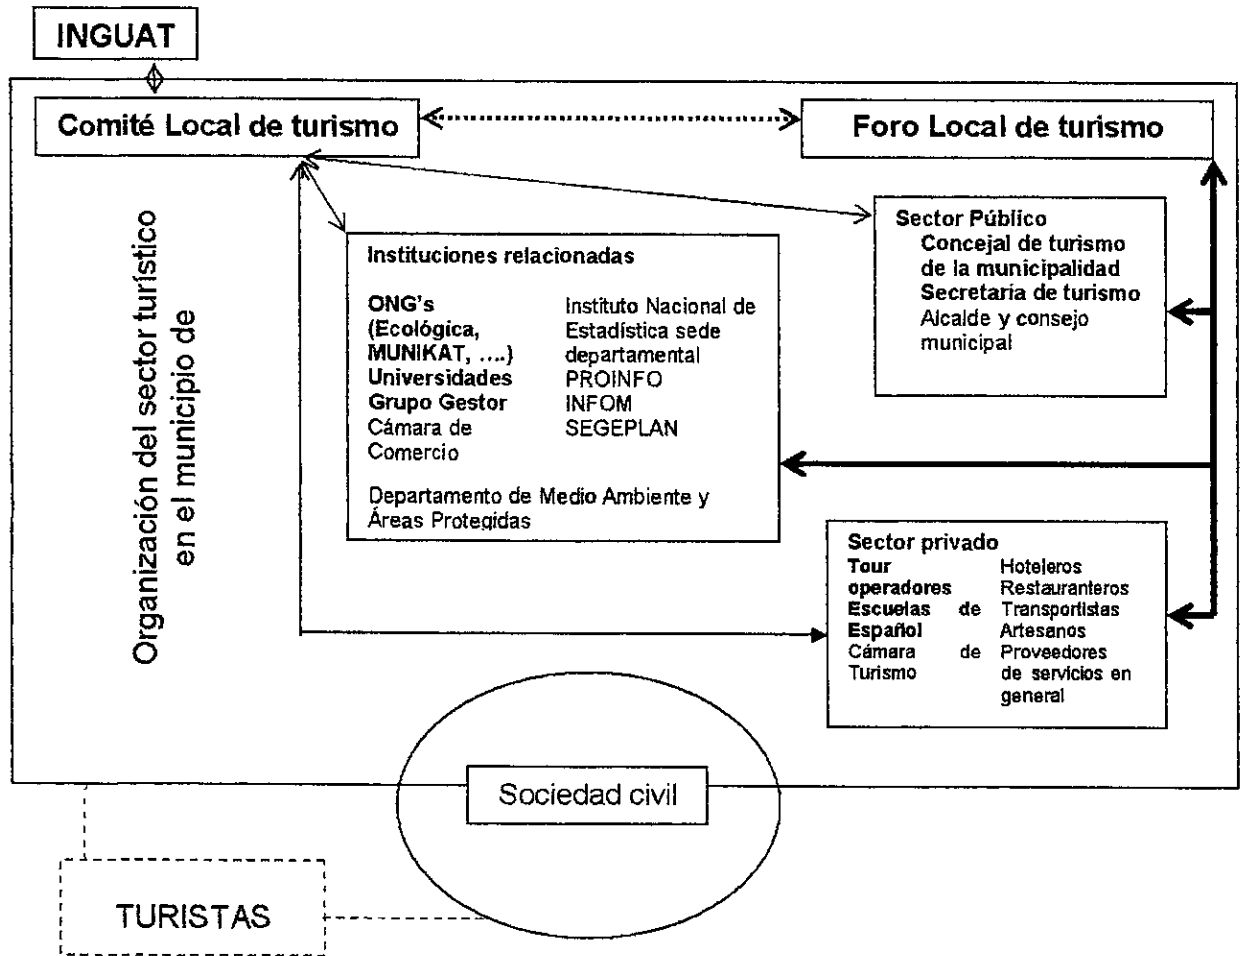 INGUAT
Comité Local de turismo
Foro Local de turismo
Organización del sector turístico
en el municipio de
Sector Público
Concejal de turismo
de la municipalidad
Secretaría de turismo
Alcalde y consejo
municipal
Instituciones relacionadas
ONG's
(Ecológica,
MUNIKAT, ....)
Universidades
Grupo Gestor
Cámara de
Comercio
Instituto Nacional de
Estadística sede
departamental
PROINFO
INFOM
SEGEPLAN
Departamento de Medio Ambiente y
Áreas Protegidas
Sector privado
Tour
operadores
Escuelas de
Español
Cámara de
Turismo
Hoteleros
Restauranteros
Transportistas
Artesanos
Proveedores
de servicios en
general
Sociedad civil
TURISTAS